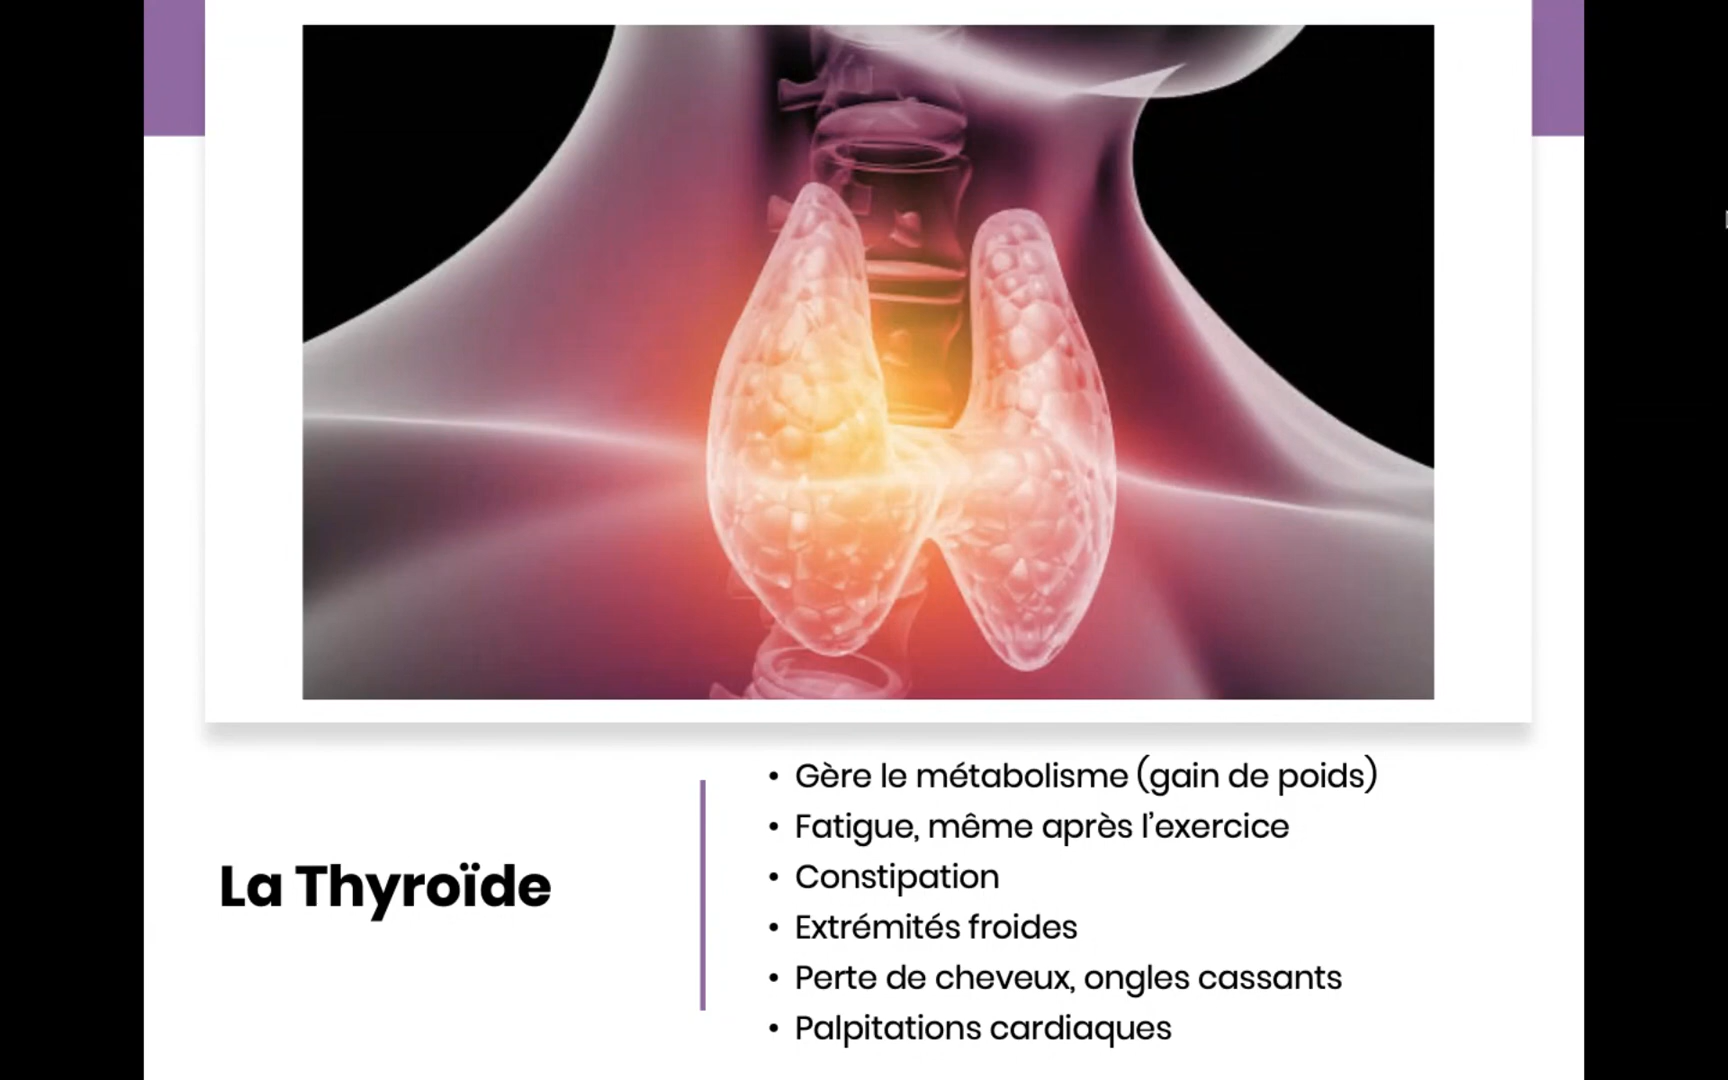 La Thyroïde
• Gère le métabolisme (gain de poids)
• Fatigue, même après l'exercice
• Constipation
• Extrémités froides
• Perte de cheveux, ongles cassants
• Palpitations cardiaques